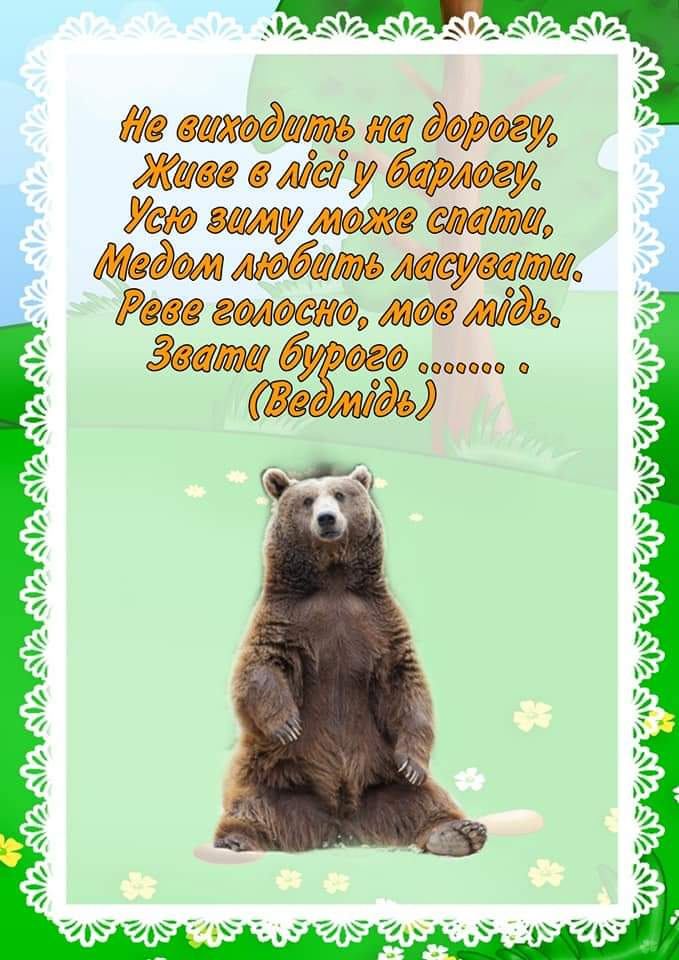 Не виходить на дорогу,
Живе в лісі у барлогу.
Усю зиму може спати,
Медом любить ласувати.
Реве голосно, мов мідь.
Звати бурого ....... .
(Ведмідь)